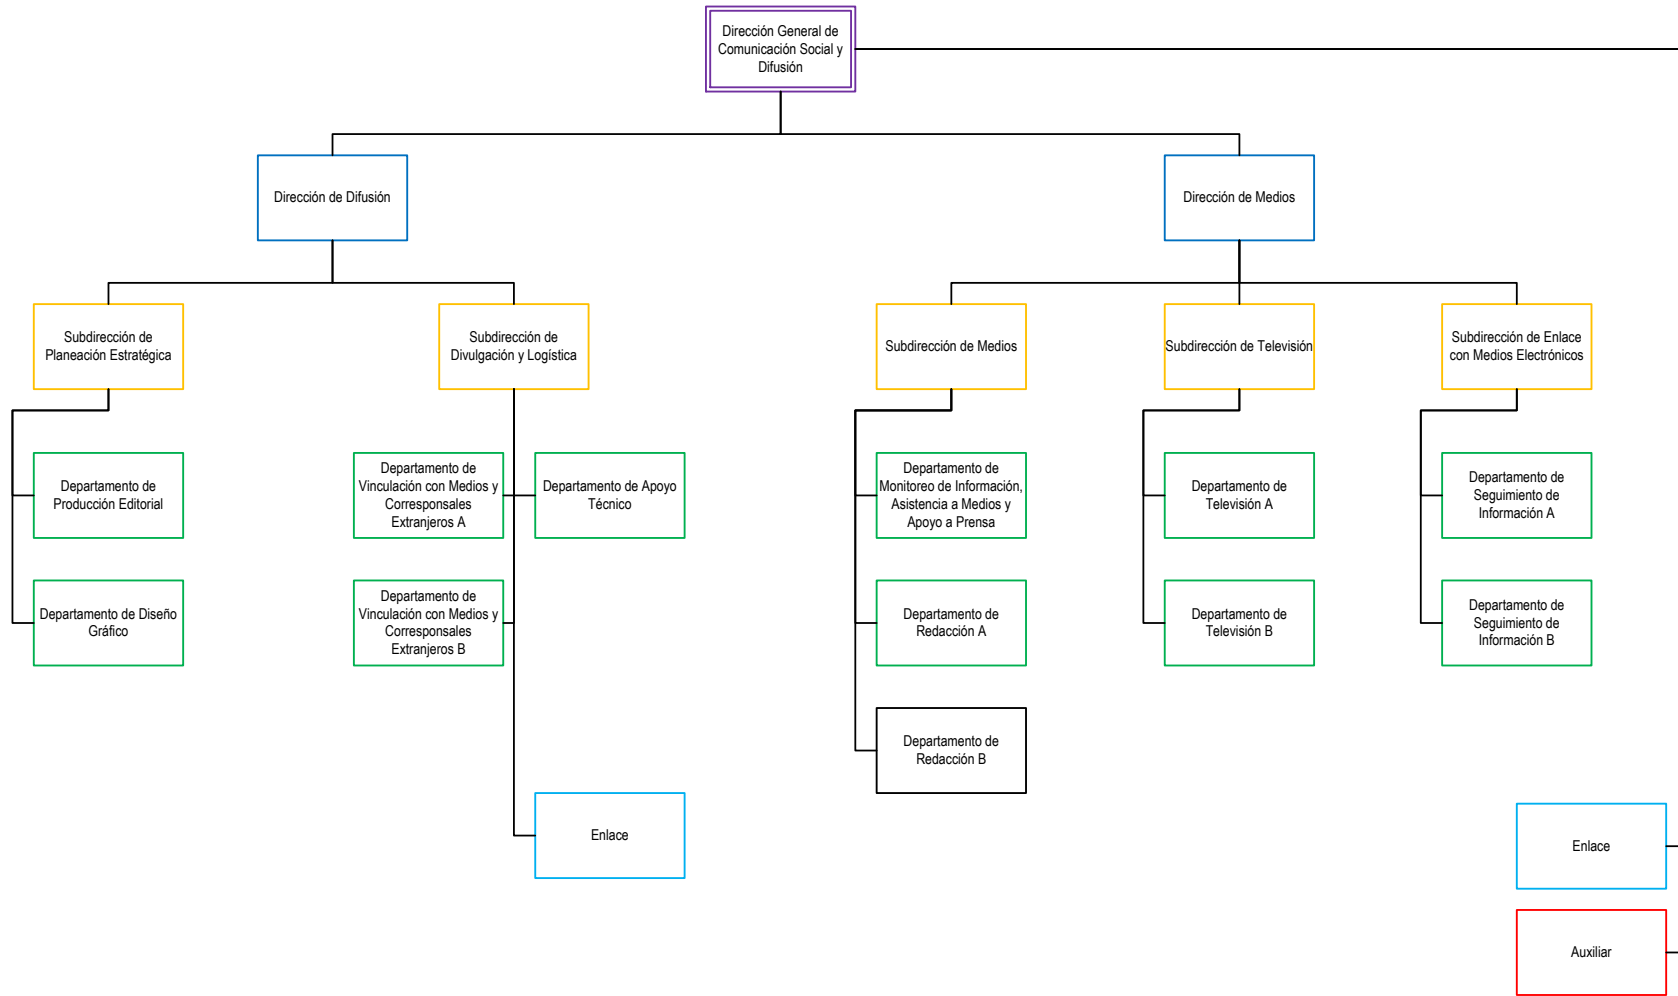 Dirección General de
Comunicación Social y
Difusión
Dirección de Difusión
Dirección de Medios
Subdirección de
Planeación Estratégica
Subdirección de
Divulgación y Logística
Subdirección de Medios
Subdirección de Televisión
Subdirección de Enlace
con Medios Electrónicos
Departamento de
Producción Editorial
Departamento de
Vinculación con Medios y
Corresponsales
Extranjeros A
Departamento de Apoyo
Técnico
Departamento de
Monitoreo de Información,
Asistencia a Medios y
Apoyo a Prensa
Departamento de
Televisión A
Departamento de
Seguimiento de
Información A
Departamento de Diseño
Gráfico
Departamento de
Vinculación con Medios y
Corresponsales
Extranjeros B
Departamento de
Redacción A
Departamento de
Televisión B
Departamento de
Seguimiento de
Información B
Departamento de
Redacción B
Enlace
Enlace
Auxiliar